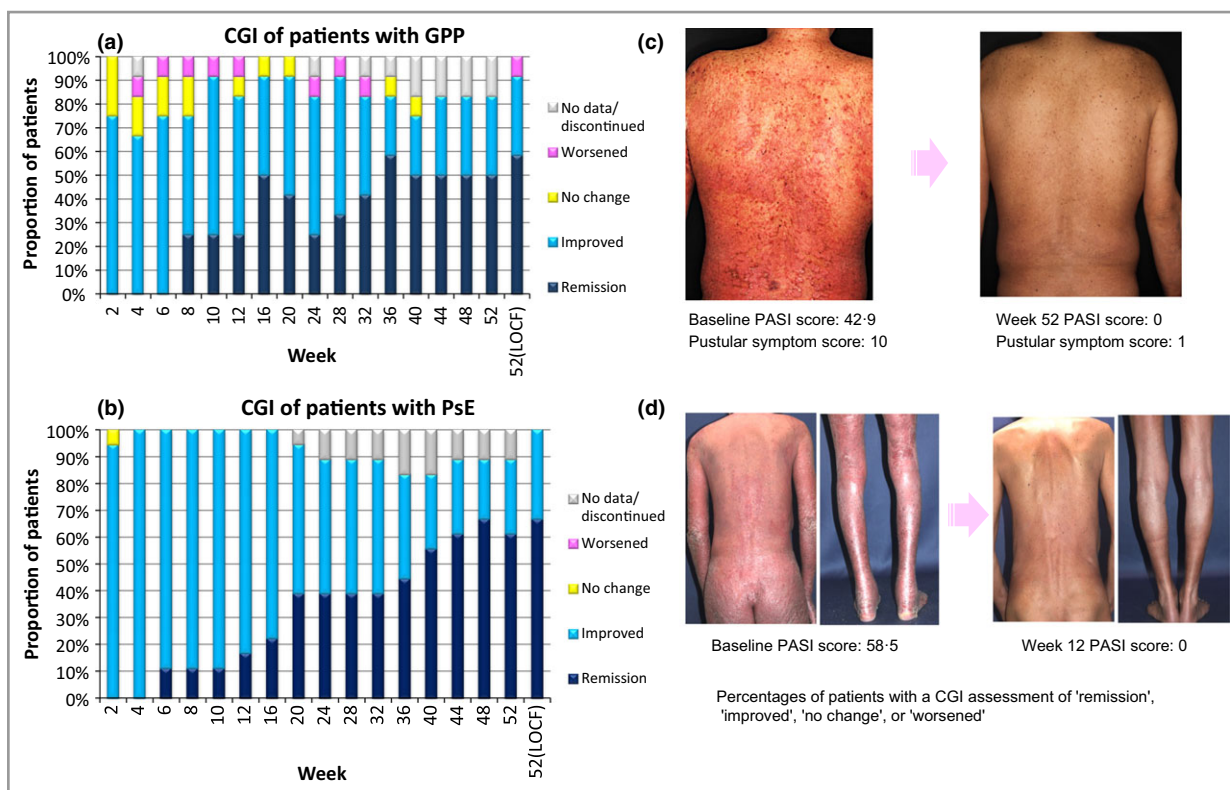 (a)
CGI of patients with GPP
100%
90%
80%
70%
60%
50%
40%
30%
20%
10%
0%
Proportion of patients
2
4
6
8
10
12
16
20
24
28
32
36
40
44
48
52
52(LOCF)
Week
No data/
discontinued
Worsened
No change
Improved
Remission
(c)
Baseline PASI score: 42·9
Pustular symptom score: 10
Week 52 PASI score: 0
Pustular symptom score: 1
(b)
CGI of patients with PsE
100%
90%
80%
70%
60%
50%
40%
30%
20%
10%
0%
Proportion of patients
2
4
6
8
10
12
16
20
24
28
32
36
40
44
48
52
52(LOCF)
Week
No data/
discontinued
Worsened
No change
Improved
Remission
(d)
Baseline PASI score: 58·5
Week 12 PASI score: 0
Percentages of patients with a CGI assessment of 'remission',
'improved', 'no change', or 'worsened'